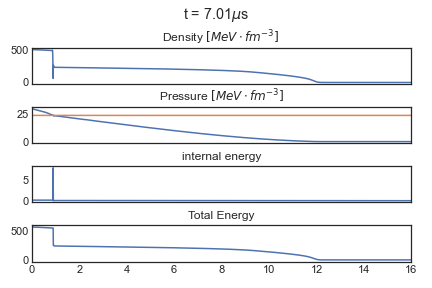 t = 7.01μs
Density [MeV · fm⁻³]
500
0
Pressure [MeV · fm⁻³]
25
0
internal energy
5
0
Total Energy
500
0
0 2 4 6 8 10 12 14 16